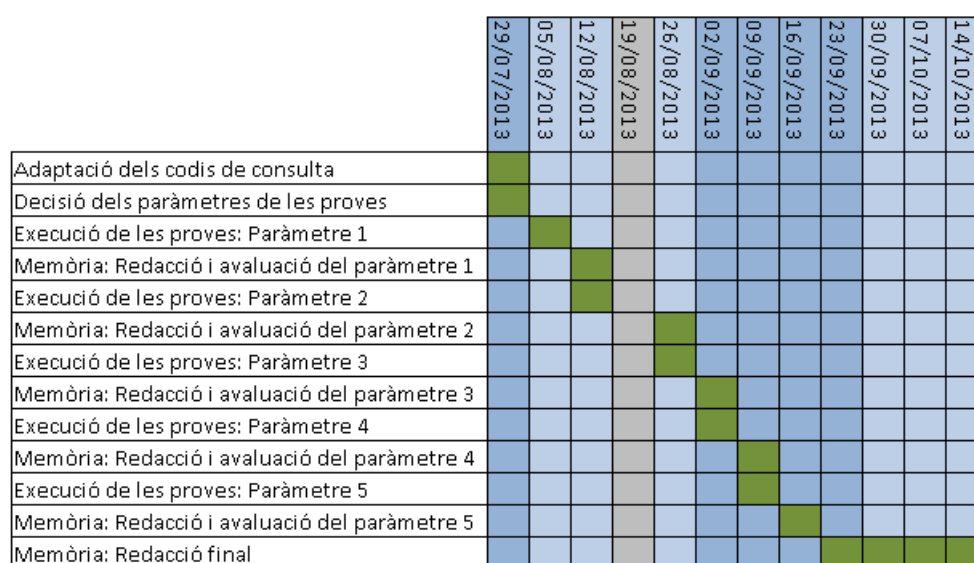 29/07/2013
05/08/2013
12/08/2013
19/08/2013
26/08/2013
02/09/2013
09/09/2013
16/09/2013
23/09/2013
30/09/2013
07/10/2013
14/10/2013
Adaptació dels codis de consulta
Decisió dels paràmetres de les proves
Execució de les proves: Paràmetre 1
Memòria: Redacció i avaluació del paràmetre 1
Execució de les proves: Paràmetre 2
Memòria: Redacció i avaluació del paràmetre 2
Execució de les proves: Paràmetre 3
Memòria: Redacció i avaluació del paràmetre 3
Execució de les proves: Paràmetre 4
Memòria: Redacció i avaluació del paràmetre 4
Execució de les proves: Paràmetre 5
Memòria: Redacció i avaluació del paràmetre 5
Memòria: Redacció final